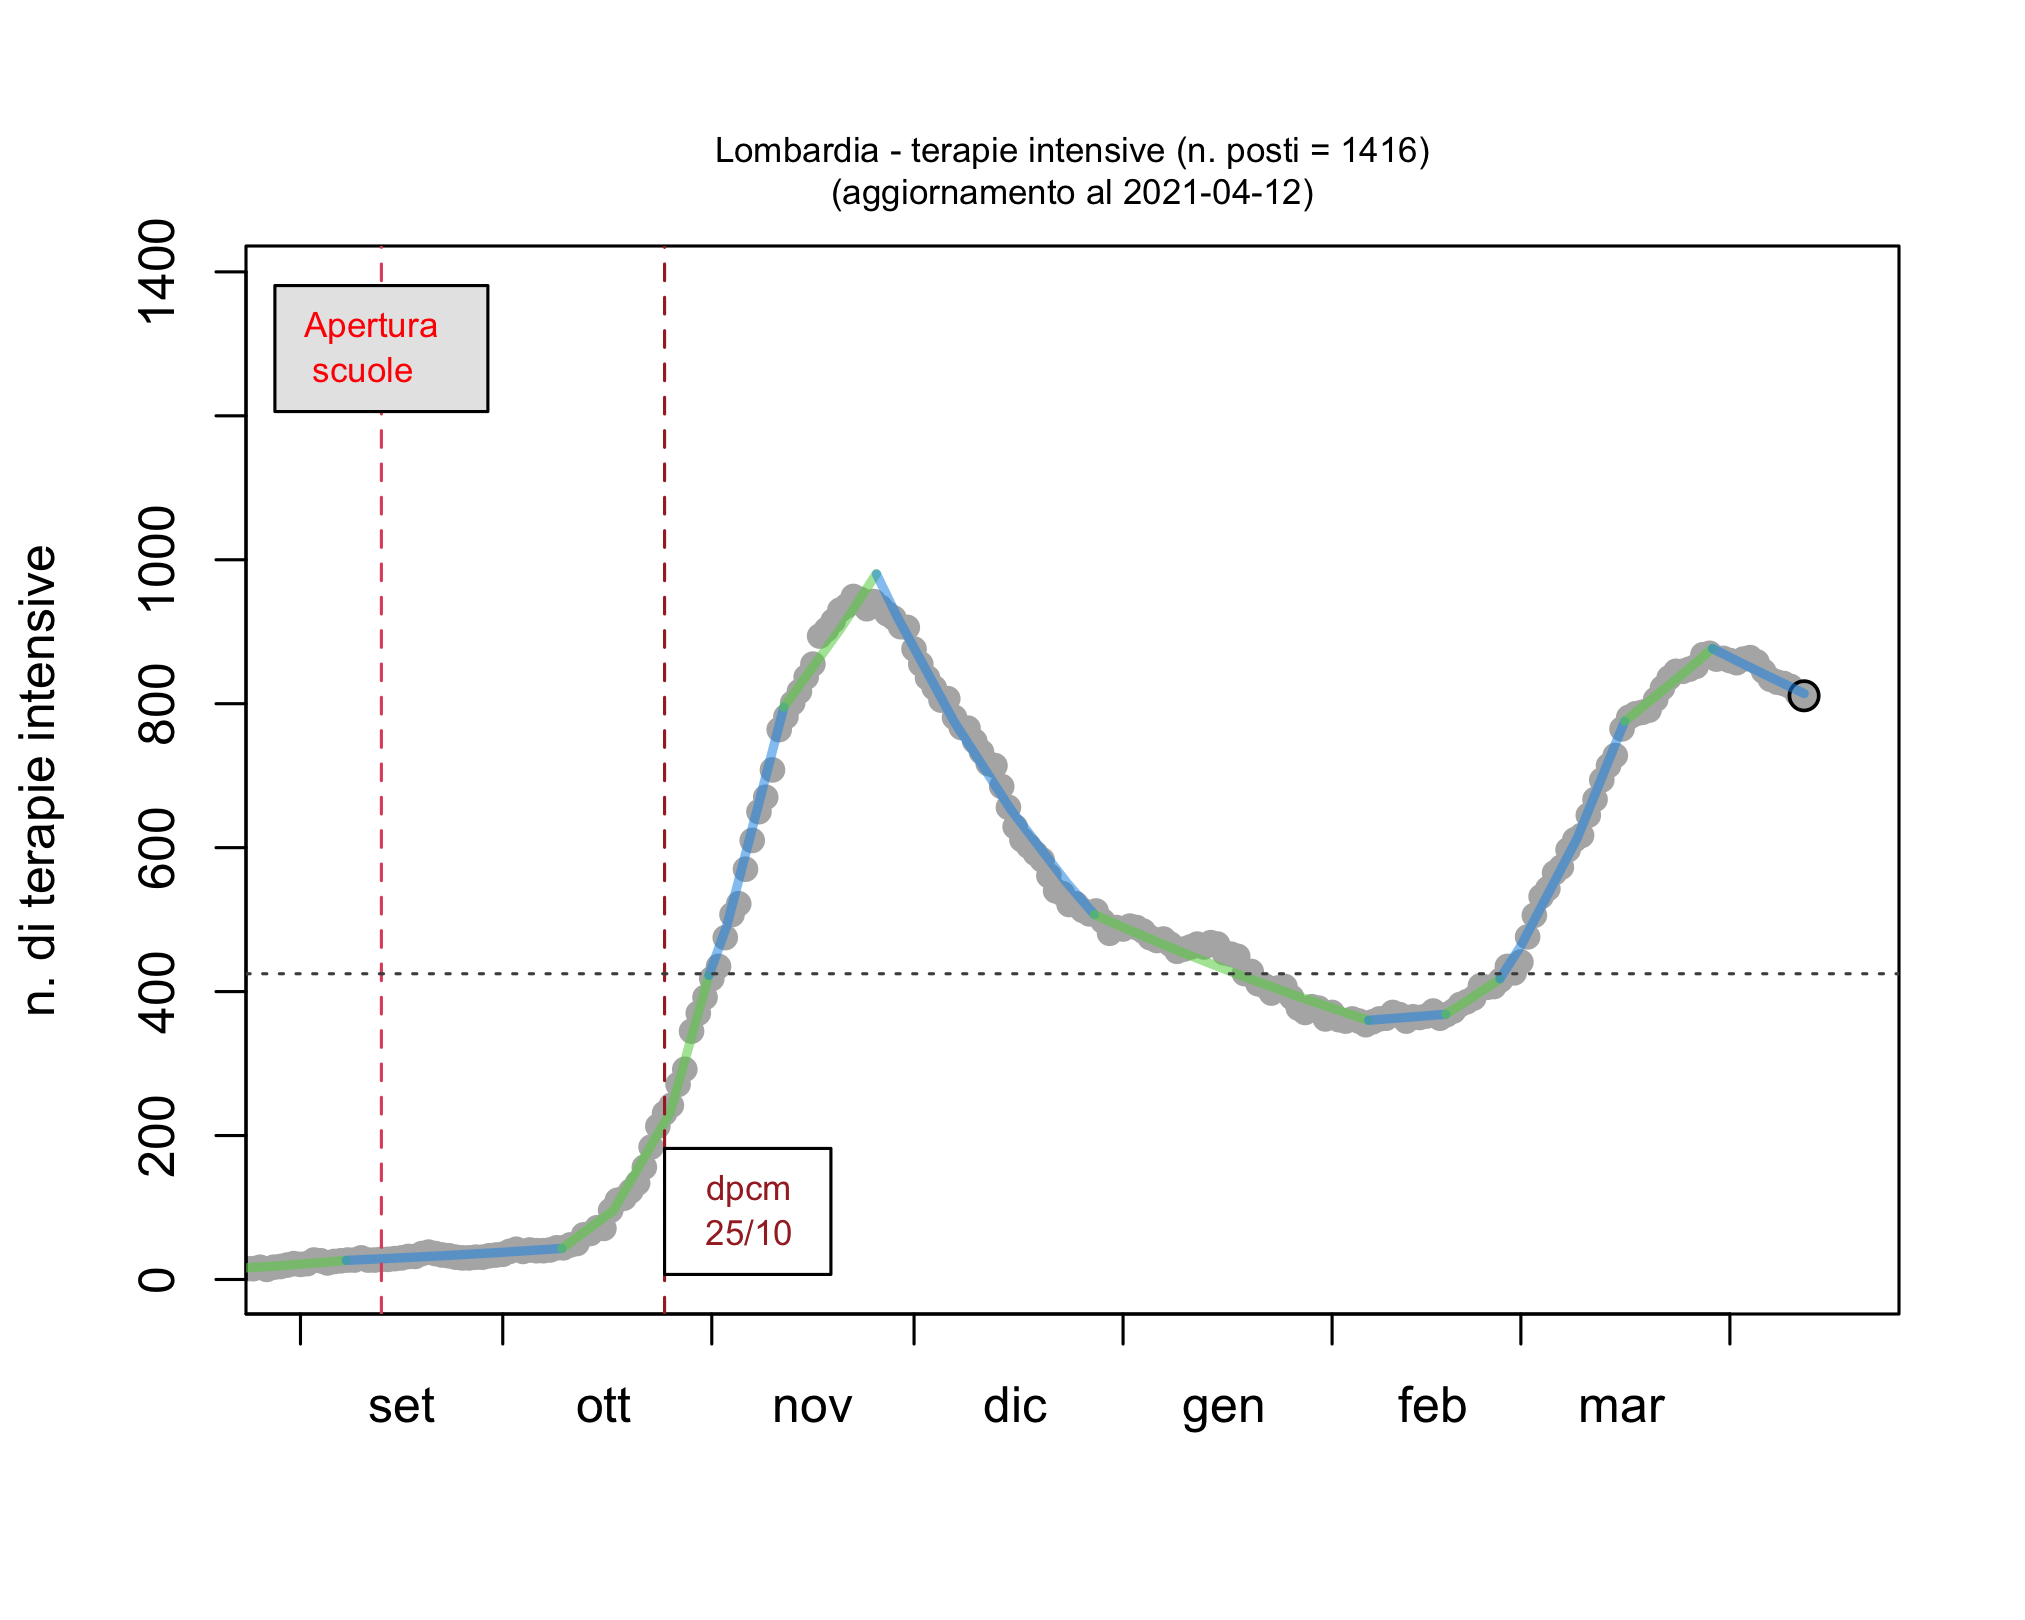 Lombardia - terapie intensive (n. posti = 1416)
(aggiornamento al 2021-04-12)
n. di terapie intensive
1400
1000
800
600
400
200
0
Apertura
scuole
dpcm
25/10
set ott nov dic gen feb mar